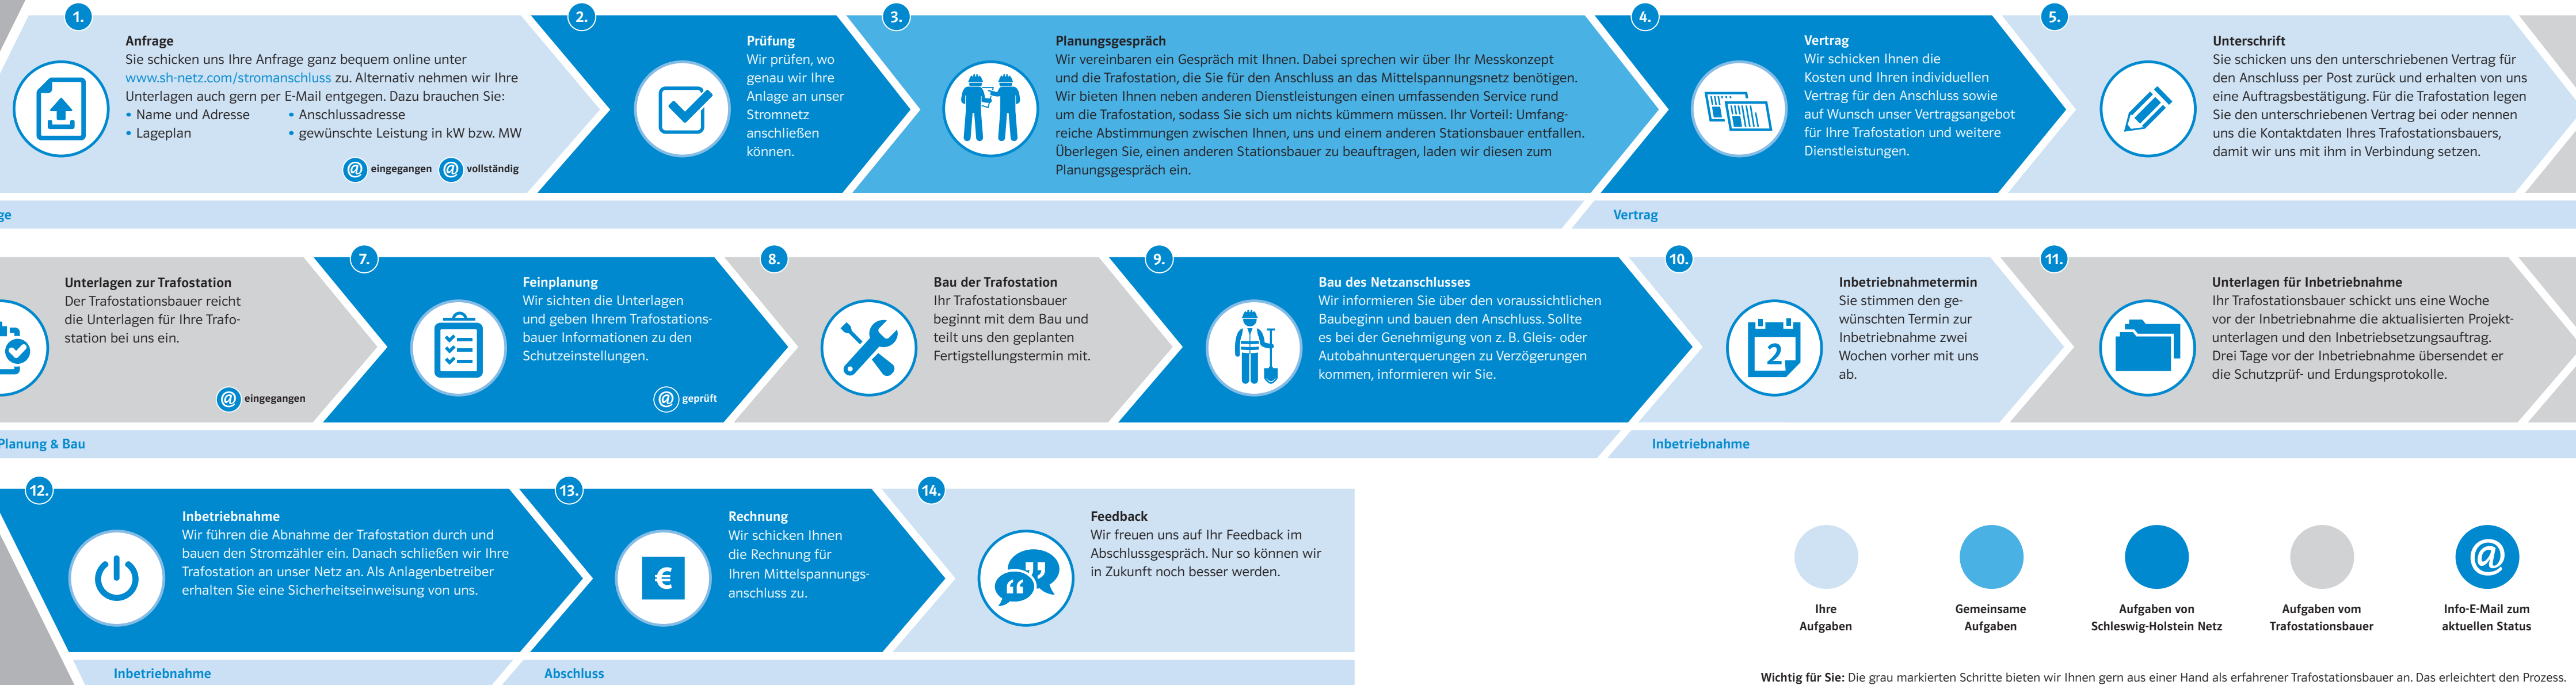 1.
Anfrage
Sie schicken uns Ihre Anfrage ganz bequem online unter
www.sh-netz.com/stromanschluss zu. Alternativ nehmen wir Ihre
Unterlagen auch gern per E-Mail entgegen. Dazu brauchen Sie:
• Name und Adresse • Anschlussadresse
• Lageplan • gewünschte Leistung in kW bzw. MW
@ eingegangen @ vollständig
2.
Prüfung
Wir prüfen, wo
genau wir Ihre
Anlage an unser
Stromnetz
anschließen
können.
3.
Planungsgespräch
Wir vereinbaren ein Gespräch mit Ihnen. Dabei sprechen wir über Ihr Messkonzept
und die Trafostation, die Sie für den Anschluss an das Mittelspannungsnetz benötigen.
Wir bieten Ihnen neben anderen Dienstleistungen einen umfassenden Service rund
um die Trafostation, sodass Sie sich um nichts kümmern müssen. Ihr Vorteil: Umfang-
reiche Abstimmungen zwischen Ihnen, uns und einem anderen Stationsbauer entfallen.
Überlegen Sie, einen anderen Stationsbauer zu beauftragen, laden wir diesen zum
Planungsgespräch ein.
4.
Vertrag
Wir schicken Ihnen die
Kosten und Ihren individuellen
Vertrag für den Anschluss sowie
auf Wunsch unser Vertragsangebot
für Ihre Trafostation und weitere
Dienstleistungen.
5.
Unterschrift
Sie schicken uns den unterschriebenen Vertrag für
den Anschluss per Post zurück und erhalten von uns
eine Auftragsbestätigung. Für die Trafostation legen
Sie den unterschriebenen Vertrag bei oder nennen
uns die Kontaktdaten Ihres Trafostationsbauers,
damit wir uns mit ihm in Verbindung setzen.
ge
Vertrag
Unterlagen zur Trafostation
Der Trafostationsbauer reicht
die Unterlagen für Ihre Trafo-
station bei uns ein.
@ eingegangen
7.
Feinplanung
Wir sichten die Unterlagen
und geben Ihrem Trafostations-
bauer Informationen zu den
Schutzeinstellungen.
@ geprüft
8.
Bau der Trafostation
Ihr Trafostationsbauer
beginnt mit dem Bau und
teilt uns den geplanten
Fertigstellungstermin mit.
9.
Bau des Netzanschlusses
Wir informieren Sie über den voraussichtlichen
Baubeginn und bauen den Anschluss. Sollte
es bei der Genehmigung von z. B. Gleis- oder
Autobahnunterquerungen zu Verzögerungen
kommen, informieren wir Sie.
10.
2
Inbetriebnahmetermin
Sie stimmen den ge-
wünschten Termin zur
Inbetriebnahme zwei
Wochen vorher mit uns
ab.
11.
Unterlagen für Inbetriebnahme
Ihr Trafostationsbauer schickt uns eine Woche
vor der Inbetriebnahme die aktualisierten Projekt-
unterlagen und den Inbetriebsetzungsauftrag.
Drei Tage vor der Inbetriebnahme übersendet er
die Schutzprüf- und Erdungsprotokolle.
Planung & Bau
Inbetriebnahme
12.
Inbetriebnahme
Wir führen die Abnahme der Trafostation durch und
bauen den Stromzähler ein. Danach schließen wir Ihre
Trafostation an unser Netz an. Als Anlagenbetreiber
erhalten Sie eine Sicherheitseinweisung von uns.
13.
€
Rechnung
Wir schicken Ihnen
die Rechnung für
Ihren Mittelspannungs-
anschluss zu.
14.
Feedback
Wir freuen uns auf Ihr Feedback im
Abschlussgespräch. Nur so können wir
in Zukunft noch besser werden.
Inbetriebnahme
Abschluss
Ihre
Aufgaben
Gemeinsame
Aufgaben
Aufgaben von
Schleswig-Holstein Netz
Aufgaben vom
Trafostationsbauer
@
Info-E-Mail zum
aktuellen Status
Wichtig für Sie: Die grau markierten Schritte bieten wir Ihnen gern aus einer Hand als erfahrener Trafostationsbauer an. Das erleichtert den Prozess.